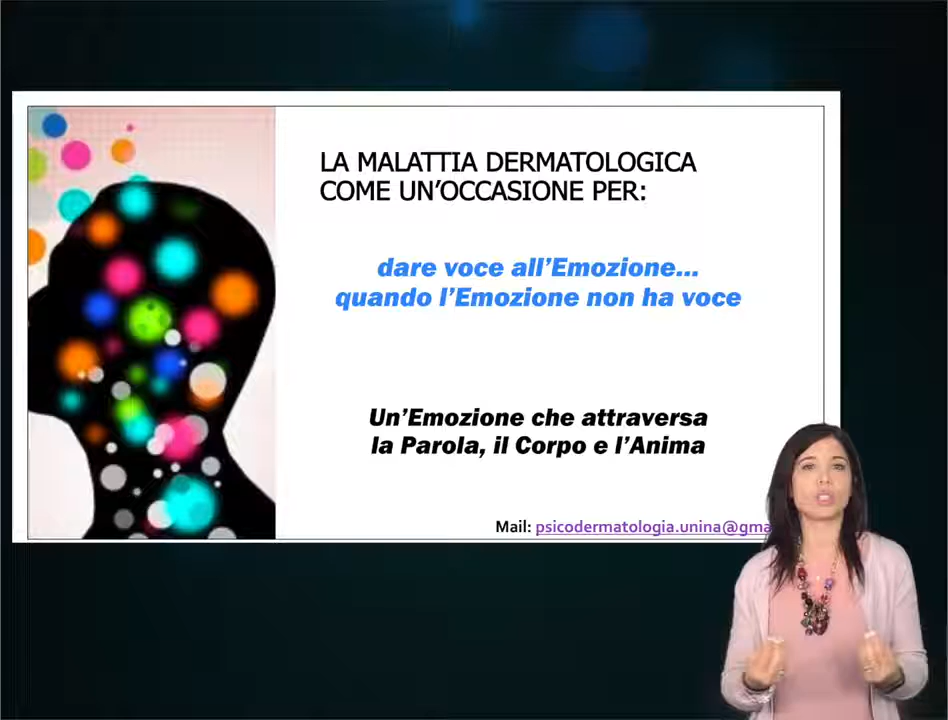 LA MALATTIA DERMATOLOGICA
COME UN'OCCASIONE PER:
dare voce all'Emozione...
quando l'Emozione non ha voce
Un'Emozione che attraversa
la Parola, il Corpo e l'Anima
Mail: psicodermatologia.unina@gma